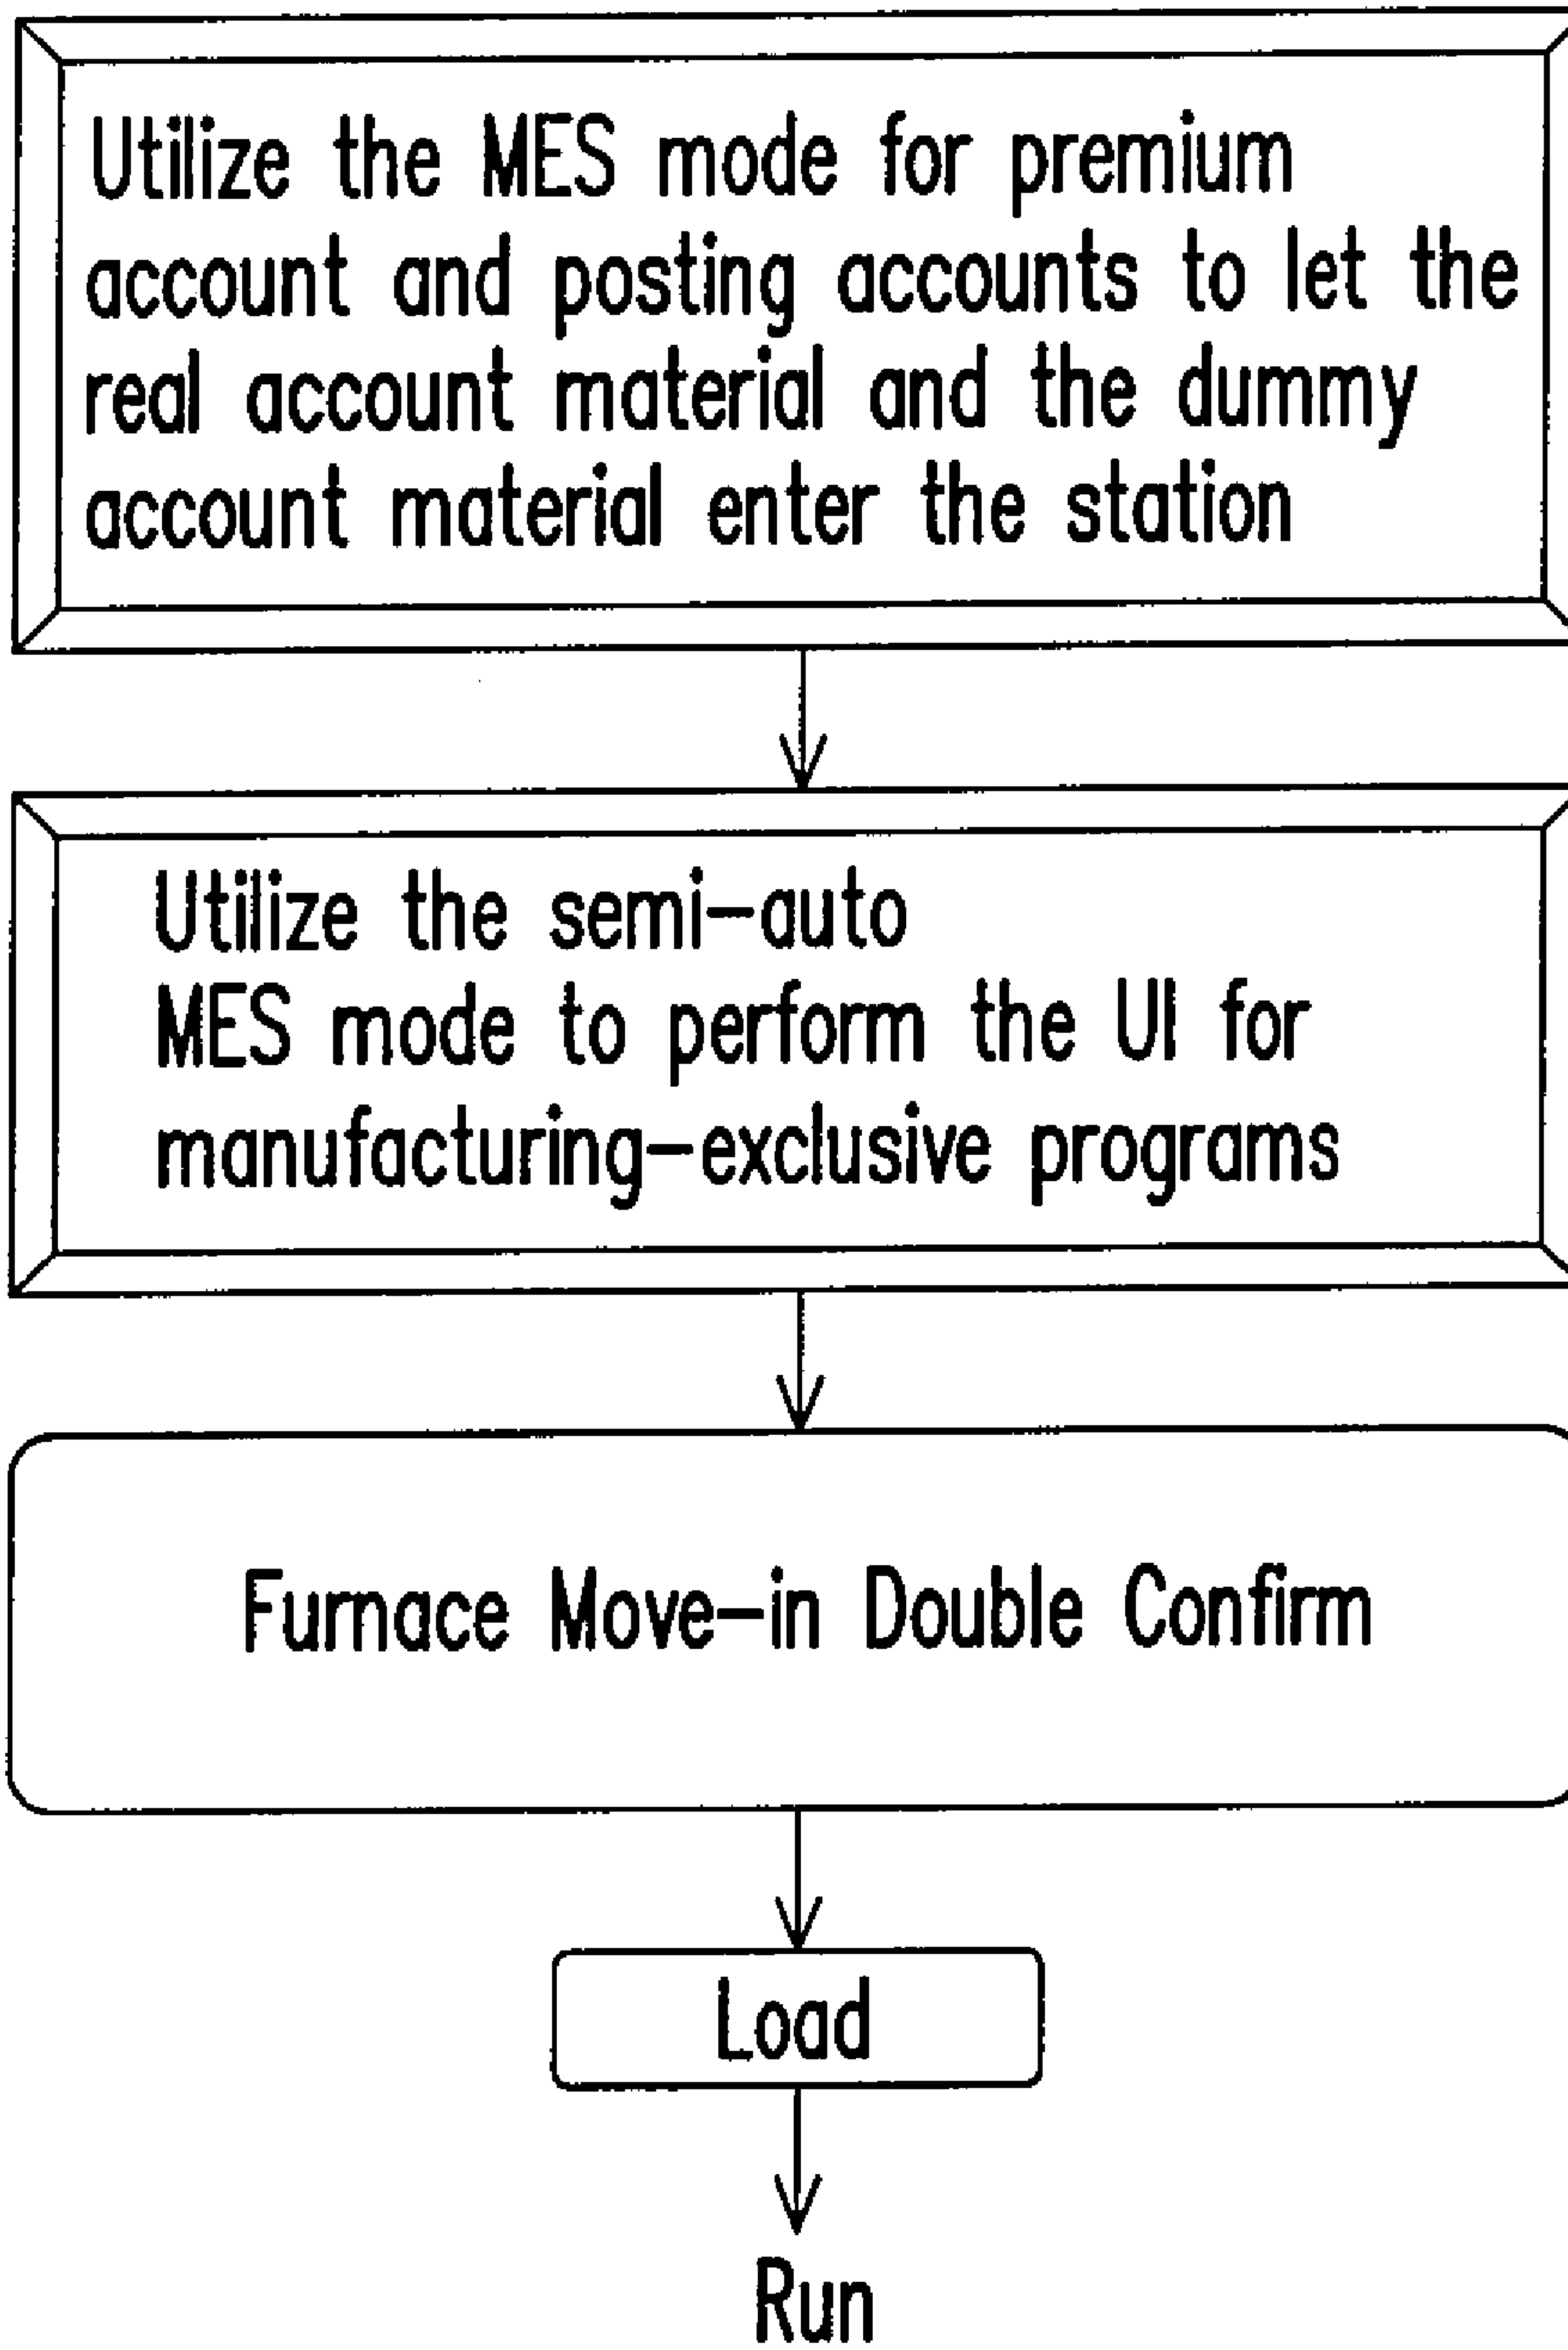 Utilize the MES mode for premium
account and posting accounts to let the
real account material and the dummy
account material enter the station
Utilize the semi-auto
MES mode to perform the UI for
manufacturing-exclusive programs
Furnace Move-in Double Confirm
Load
Run